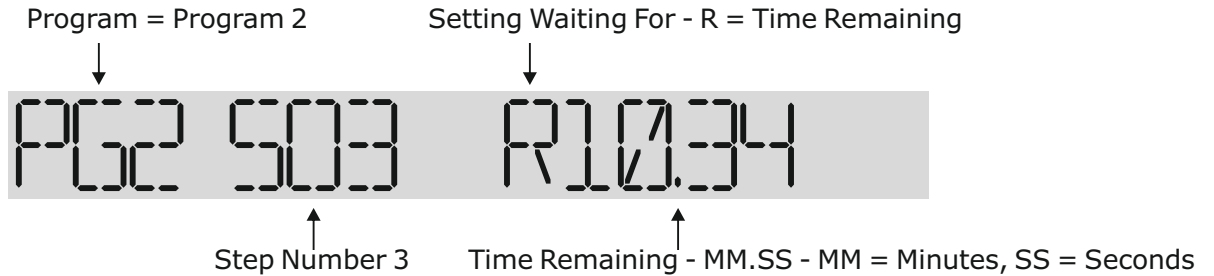 Program = Program 2 Setting Waiting For - R = Time Remaining
PG2 S03 R10.34
Step Number 3 Time Remaining - MM.SS - MM = Minutes, SS = Seconds